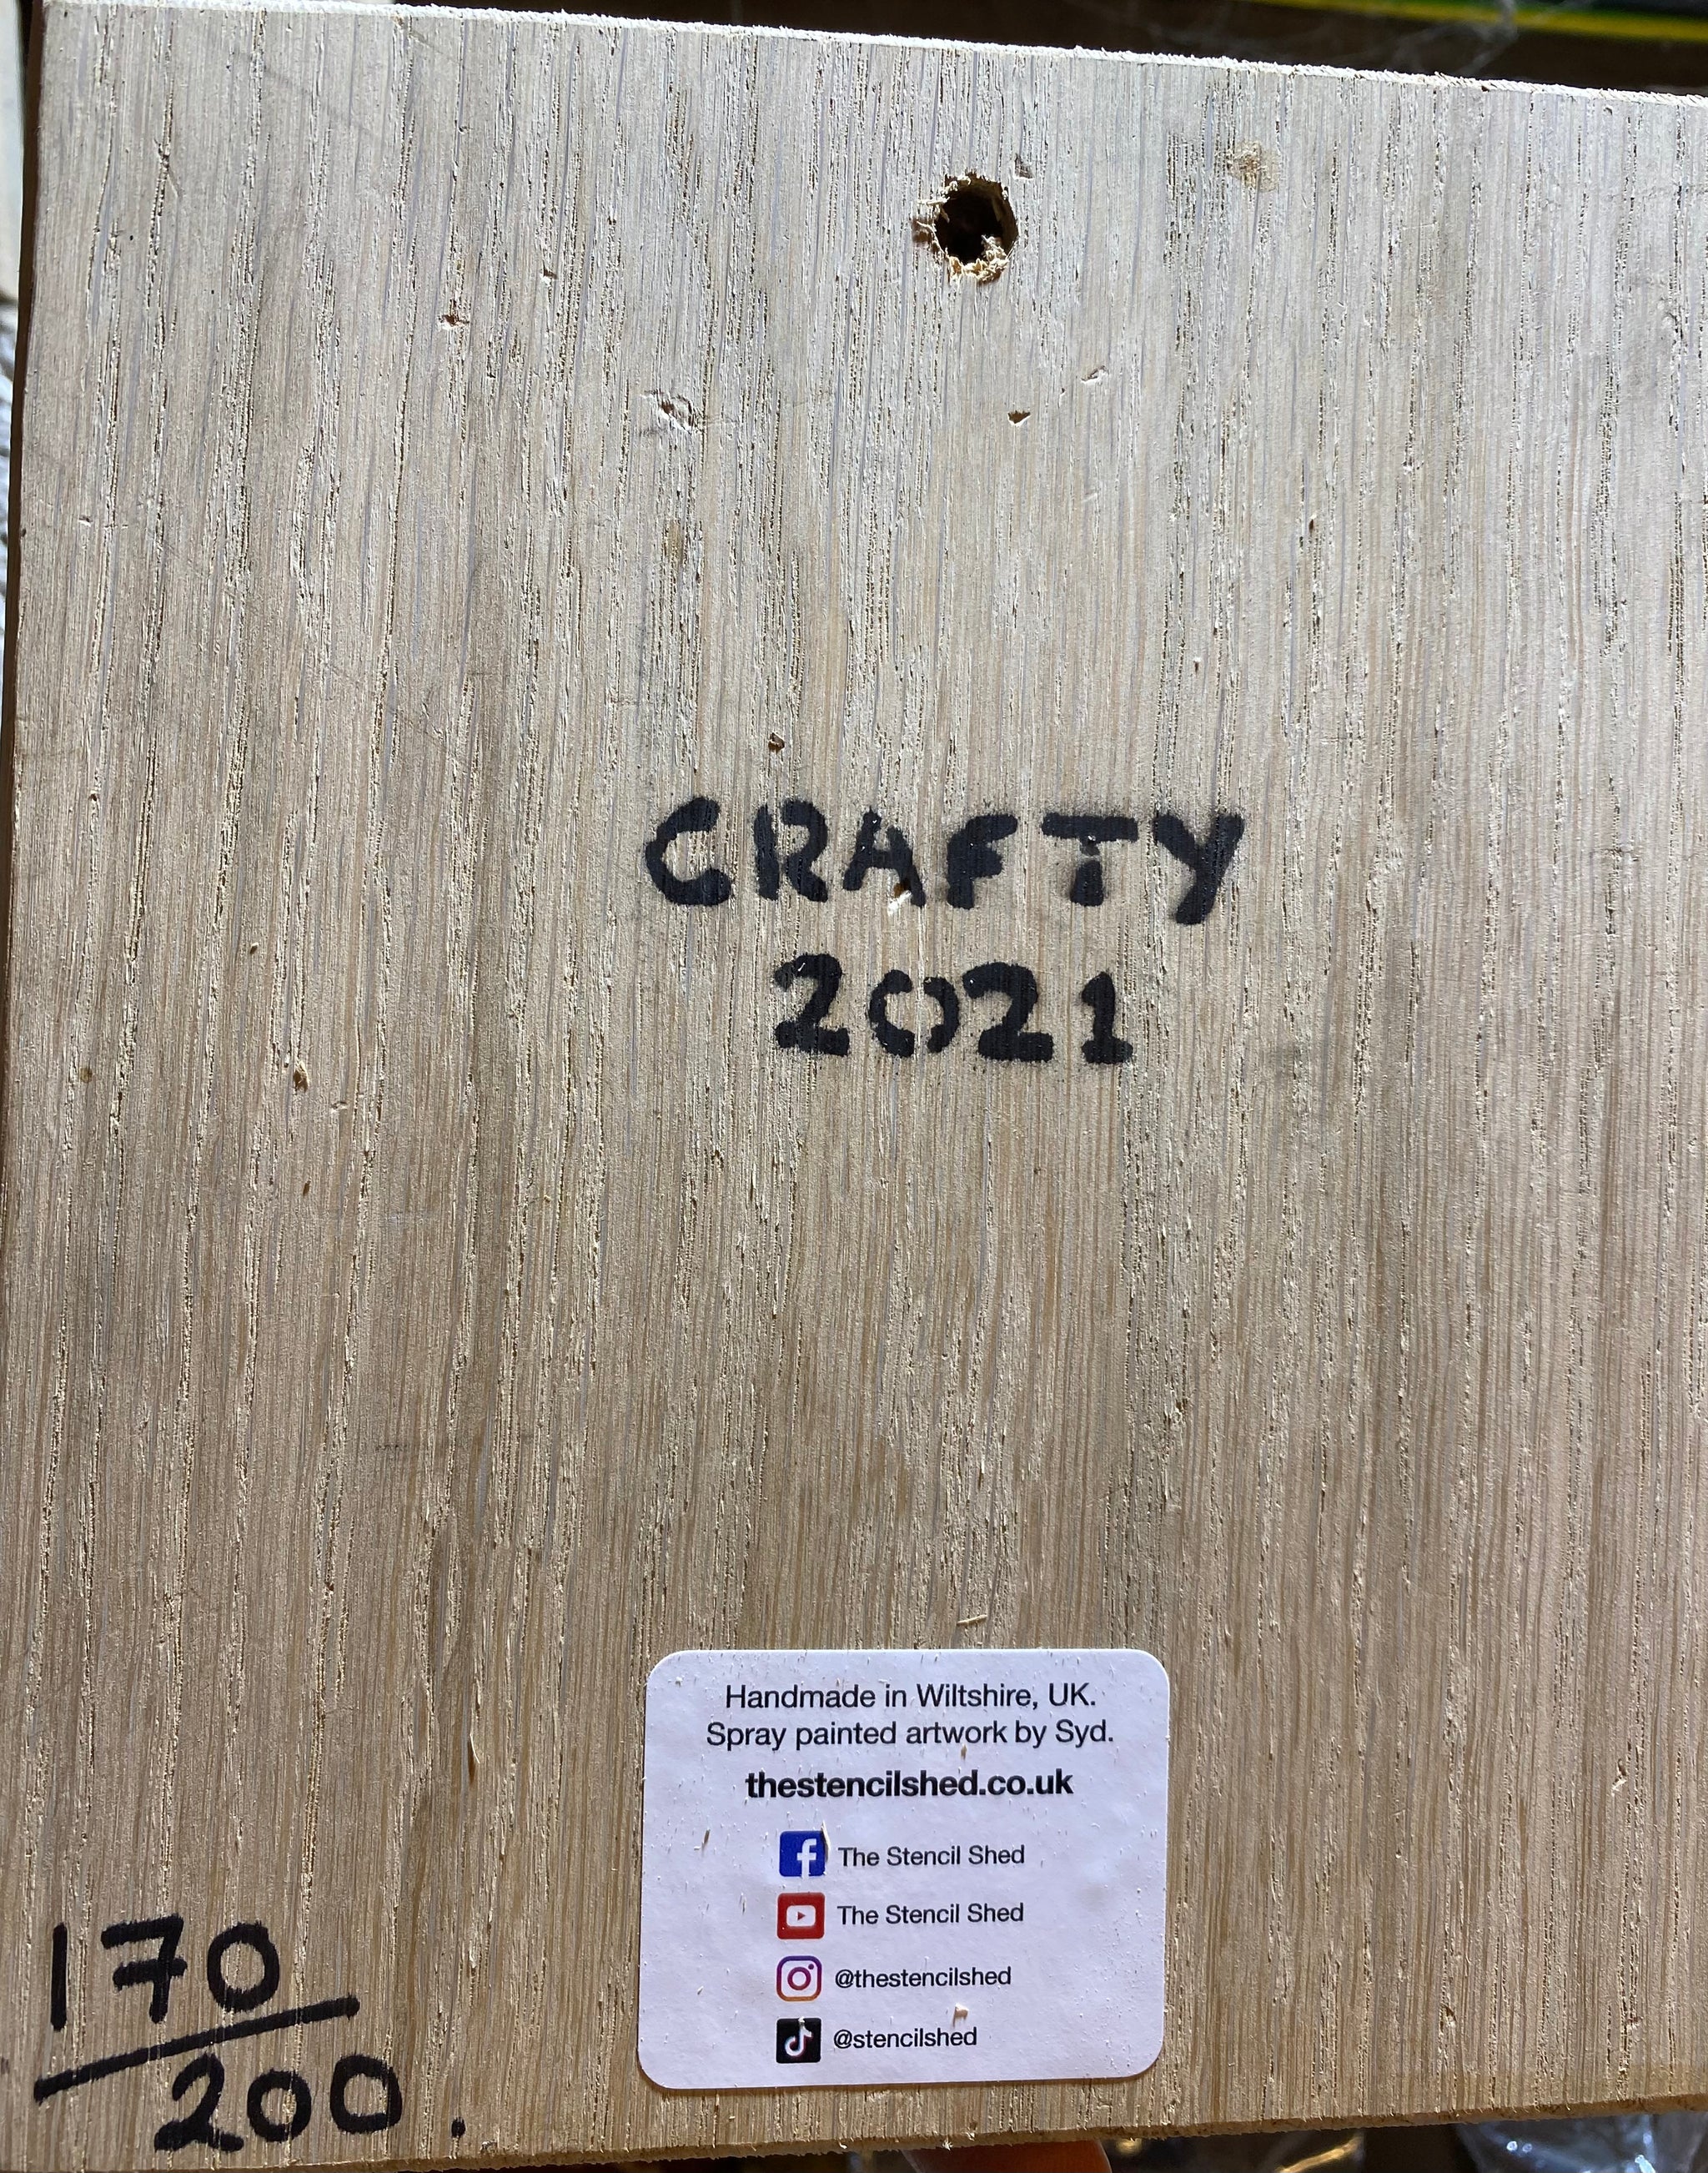 CRAFTY
2021
Handmade in Wiltshire, UK.
Spray painted artwork by Syd.
thestencilshed.co.uk
The Stencil Shed
The Stencil Shed
@thestencilshed
@stencilshed
170
200.